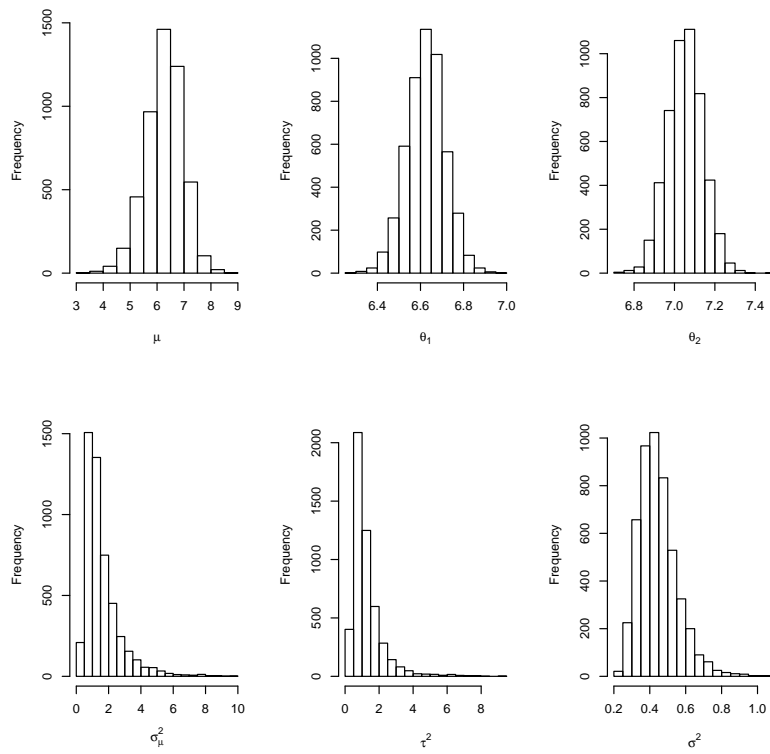 Frequency
0 500 1000 1500
3 4 5 6 7 8 9
μ
Frequency
0 200 400 600 800 1000
6.4 6.6 6.8 7.0
θ1
Frequency
0 200 400 600 800 1000
6.8 7.0 7.2 7.4
θ2
Frequency
0 500 1000 1500
0 2 4 6 8 10
σ²μ
Frequency
0 500 1000 1500 2000
0 2 4 6 8
τ²
Frequency
0 200 400 600 800 1000
0.2 0.4 0.6 0.8 1.0
σ²